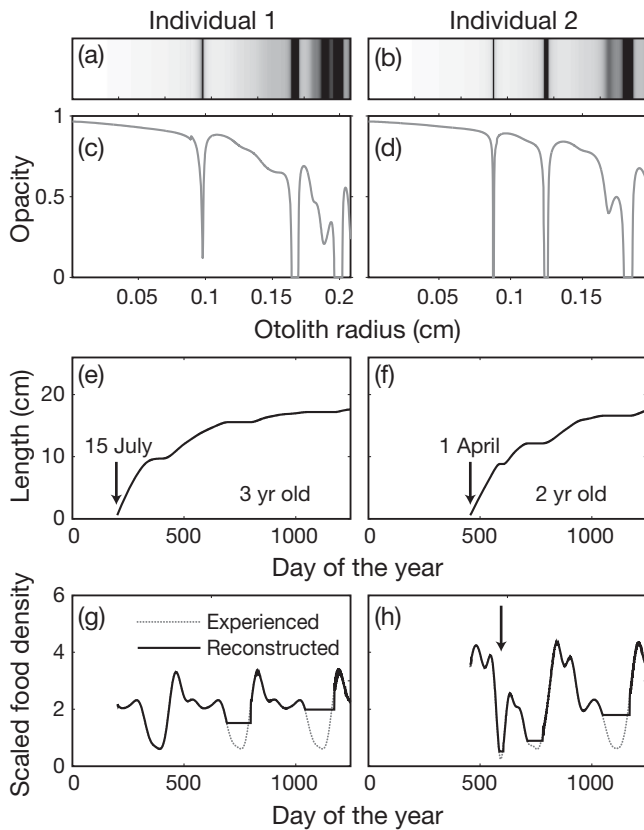 Individual 1 Individual 2
(a) (b)
1 (c) (d)
0.5
0
Opacity
0.05 0.1 0.15 0.2 0.05 0.1 0.15
Otolith radius (cm)
(e) (f)
20
10
0
Length (cm)
15 July 1 April
3 yr old 2 yr old
500 1000 500 1000
Day of the year
6 (g) (h)
4
2
0
Scaled food density
Experienced
Reconstructed
0 500 1000 0 500 1000
Day of the year